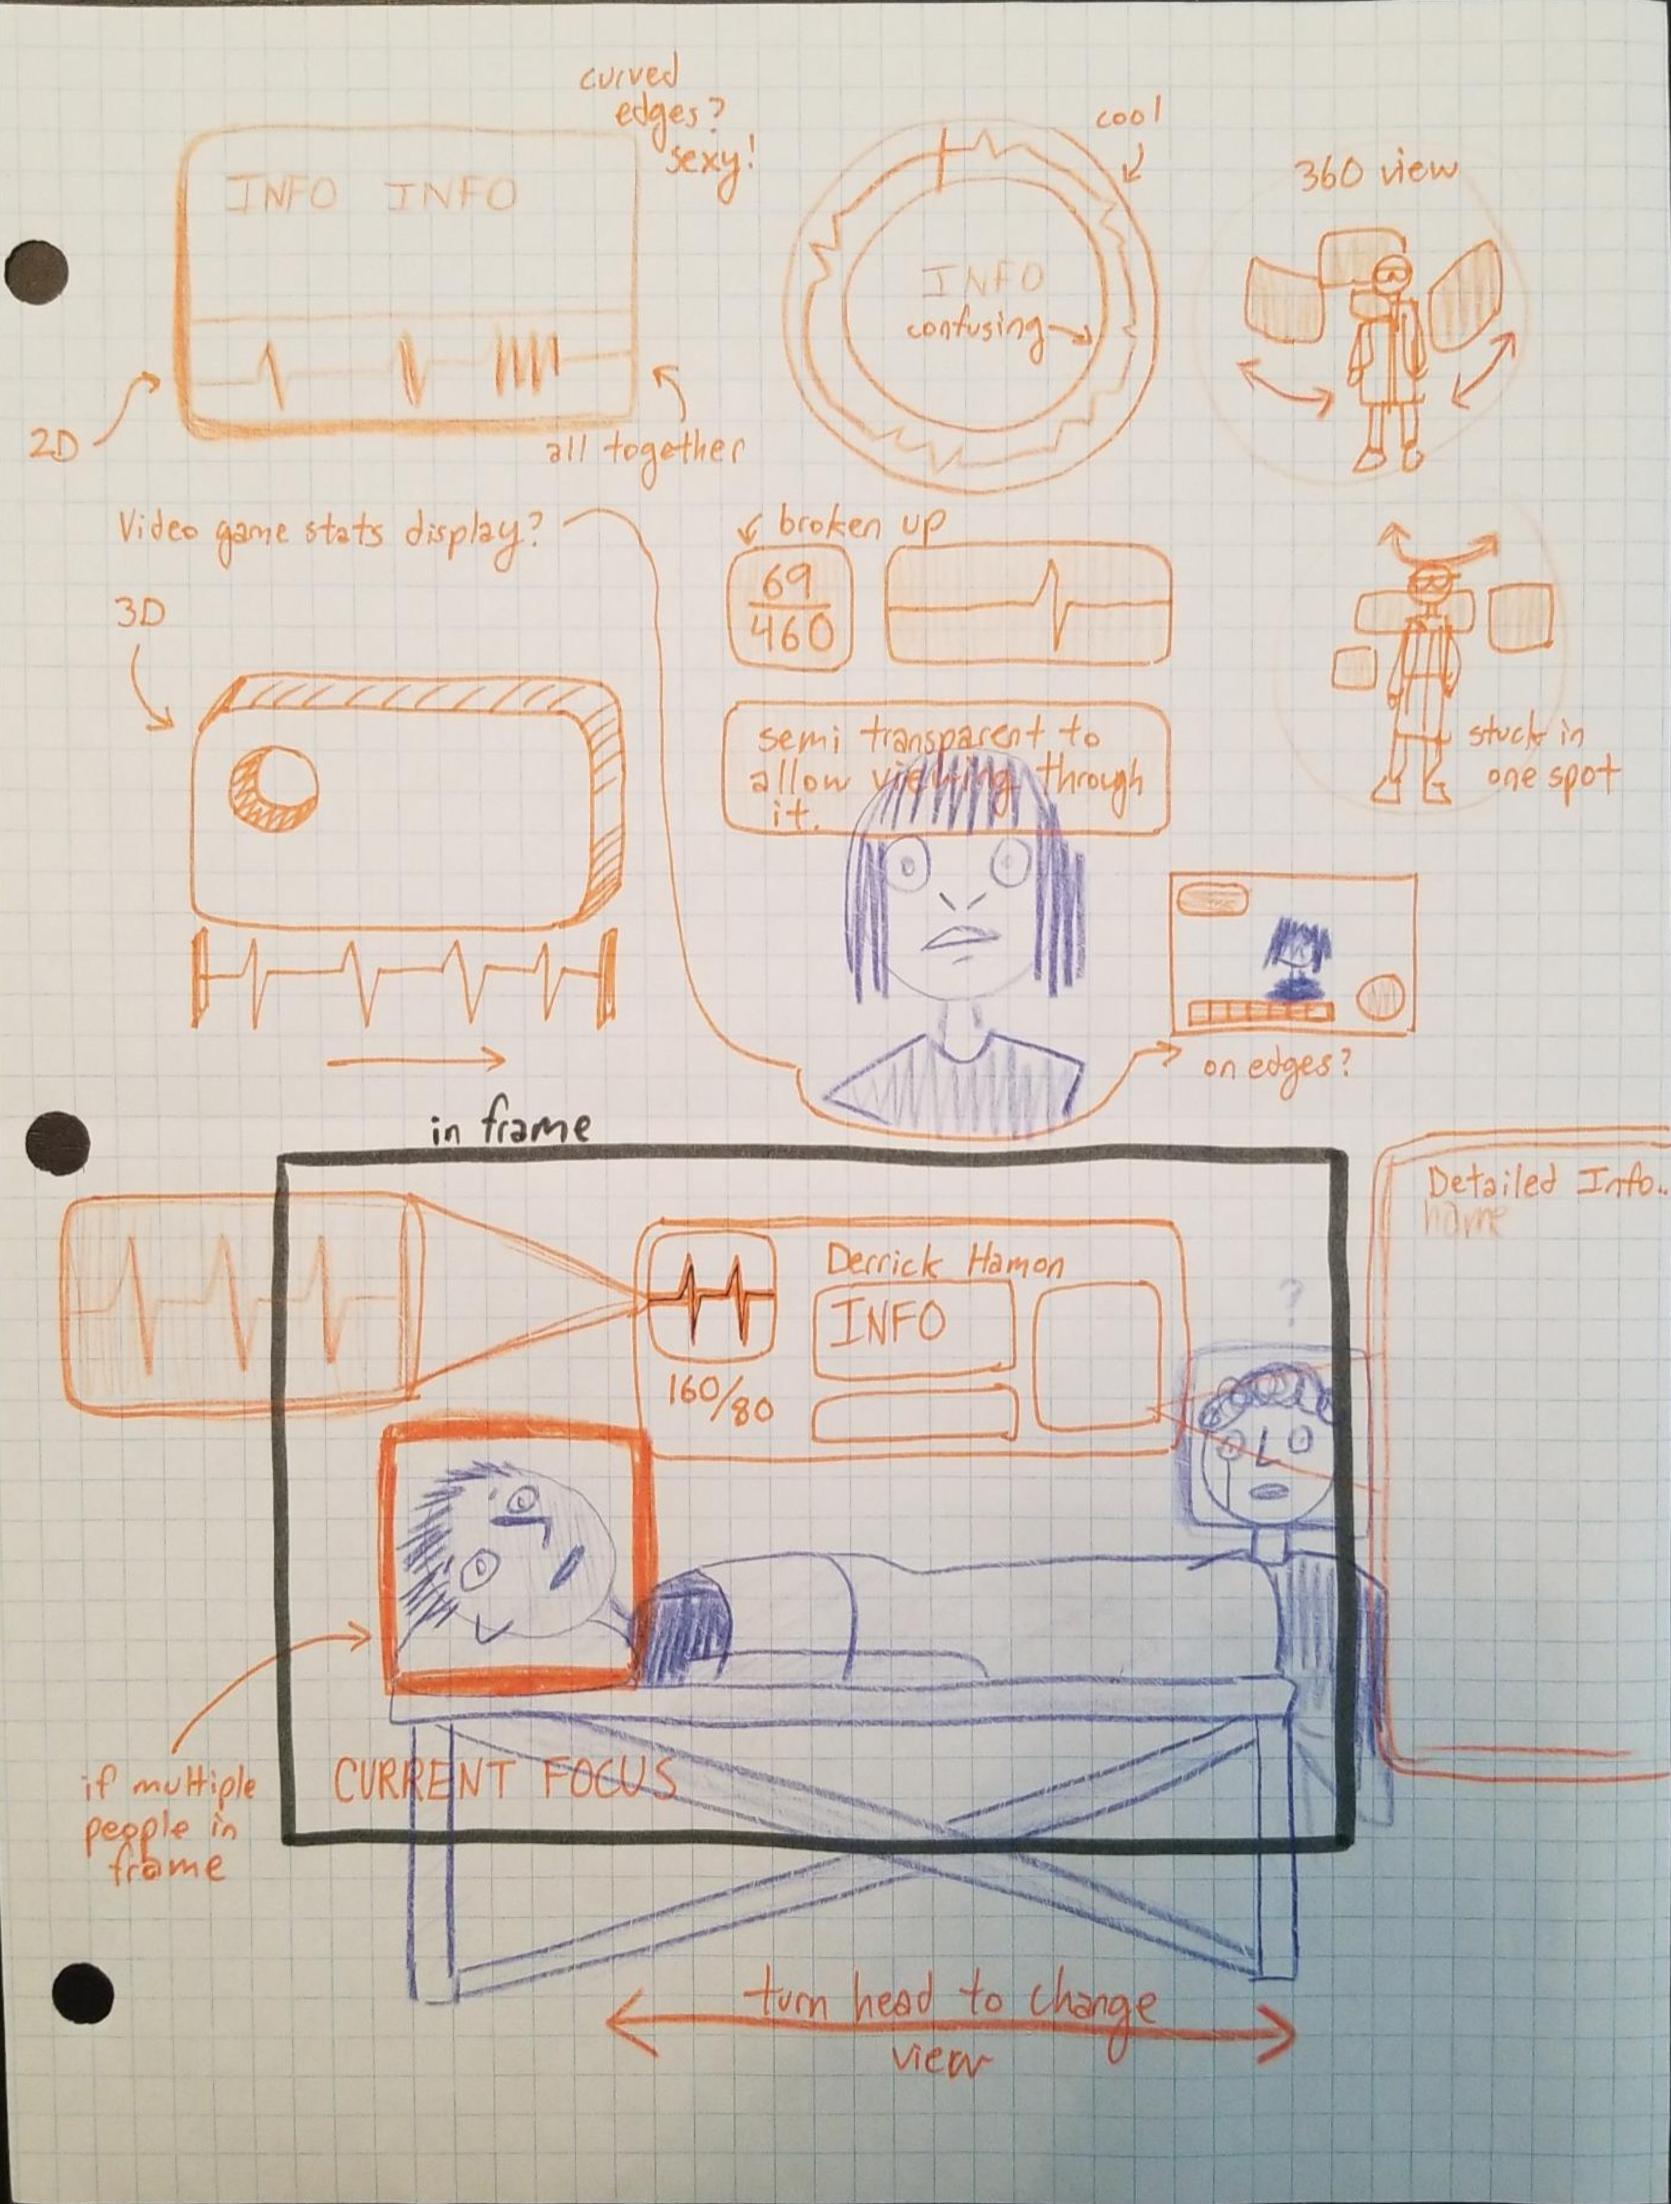 curved
edges?
sexy!
INFO INFO
2D
all together
cool
INFO
confusing
360 view
Video game stats display?
broken up
69
460
3D
semi transparent to
allow viewing through
it.
stuck in
one spot
on edges?
in frame
Detailed Info..
name
Derrick Hamon
INFO
160/80
?
if multiple
people in
frame
CURRENT FOCUS
turn head to change
view